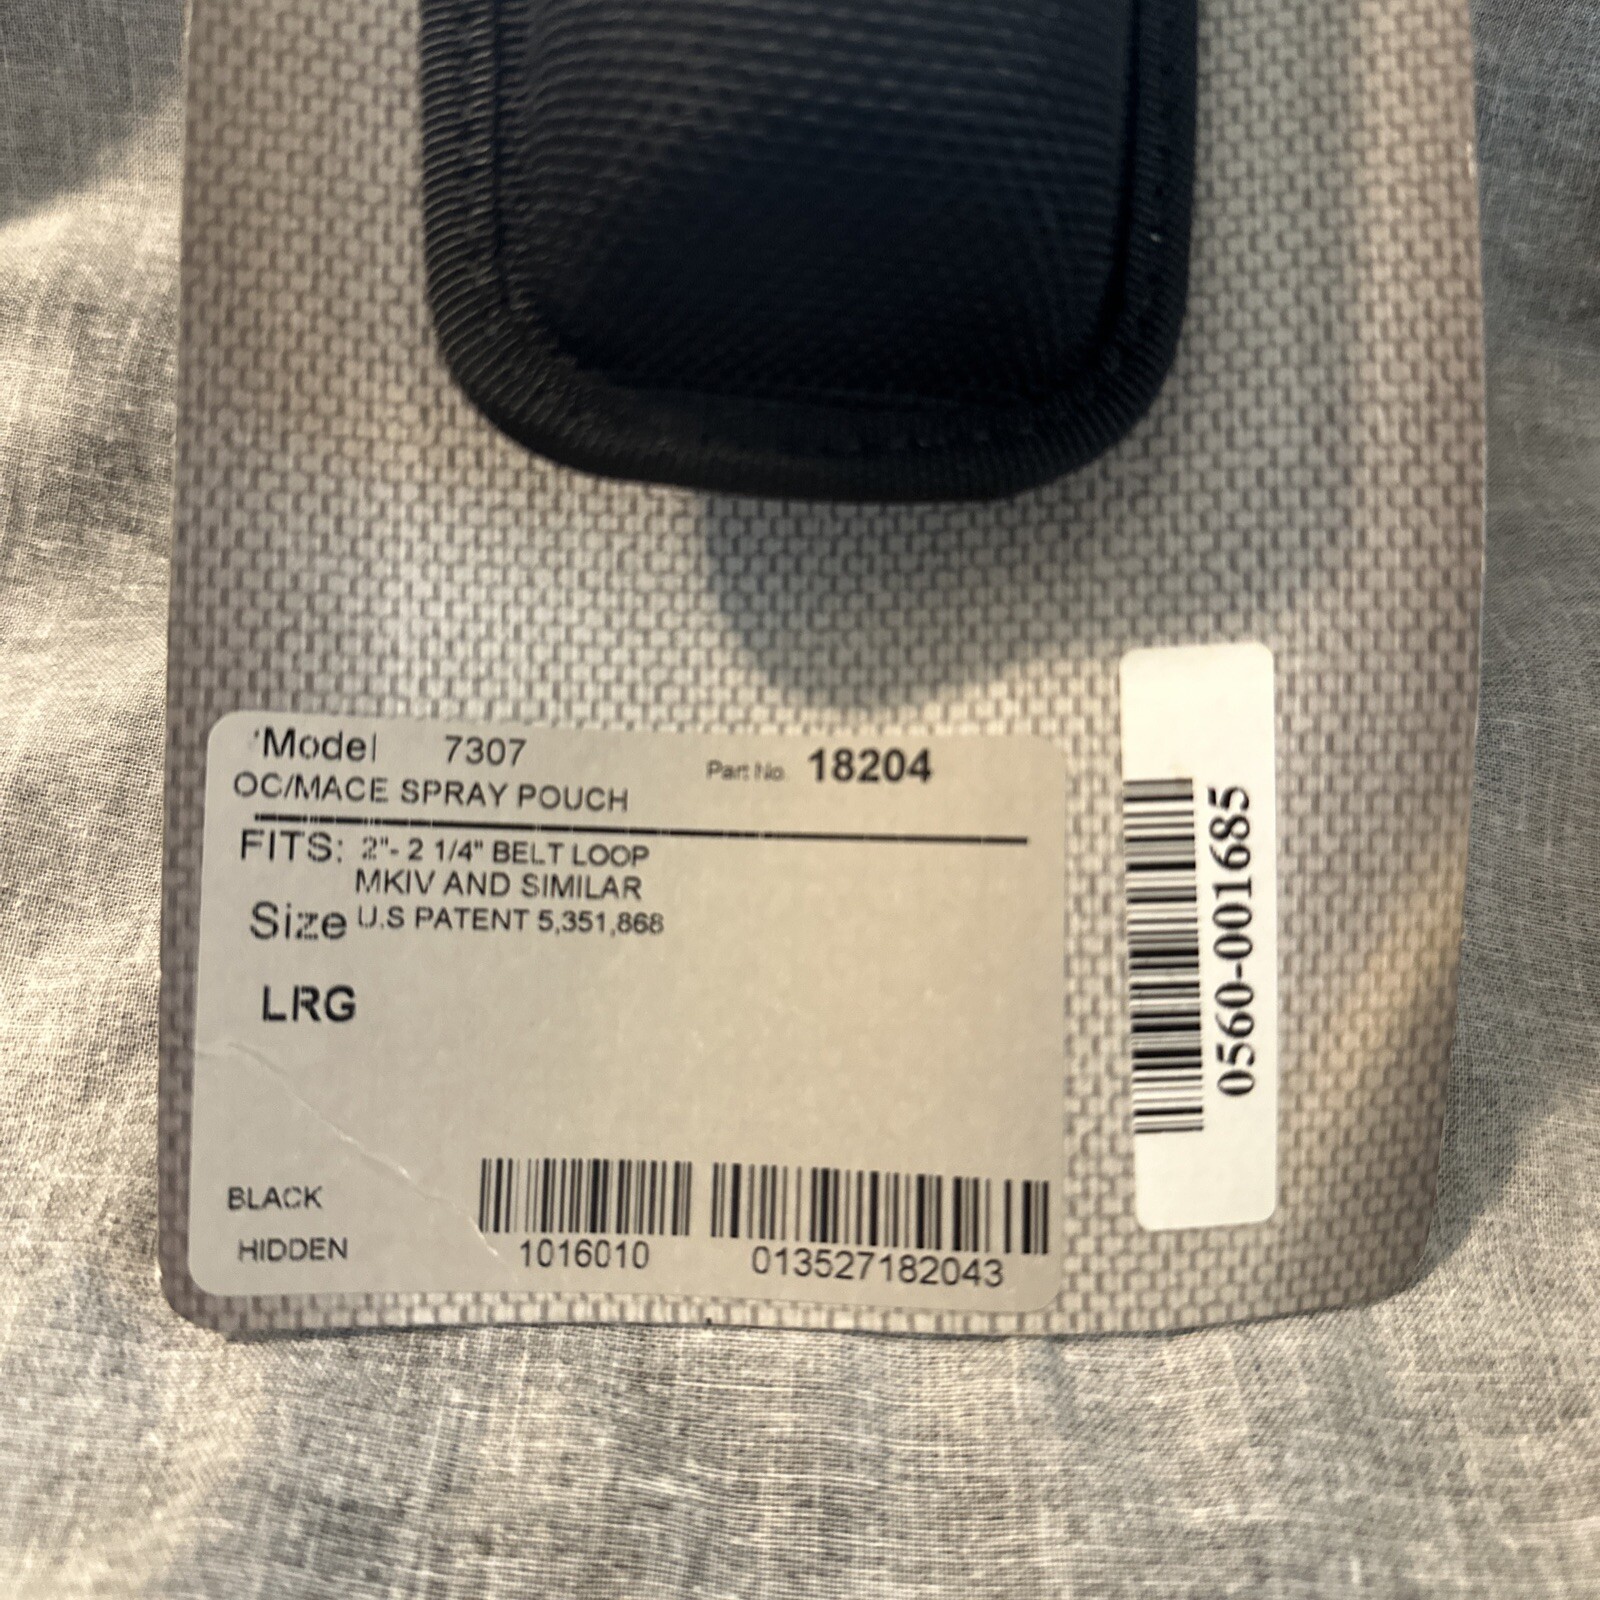 Model 7307 Part No. 18204
OC/MACE SPRAY POUCH
FITS: 2"- 2 1/4" BELT LOOP
MKIV AND SIMILAR
Size U.S PATENT 5,351,868
LRG
BLACK
HIDDEN
1016010 013527182043
0560-001685